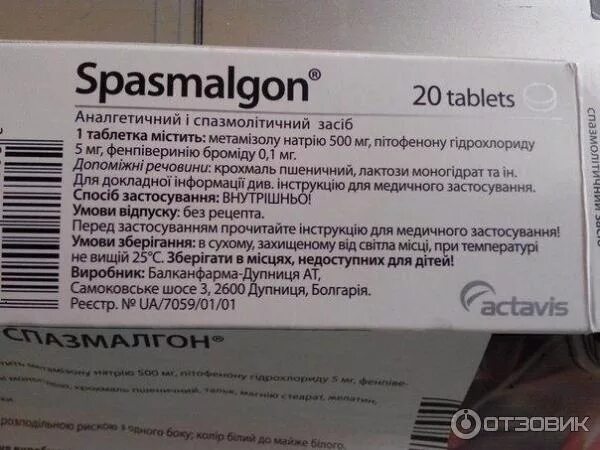 Spasmalgon®
20 tablets
Аналгетичний і спазмолітичний засіб
1 таблетка містить: метамізолу натрію 500 мг, пітофенону гідрохлориду
5 мг, фенпіверинію броміду 0,1 мг.
Допоміжні речовини: крохмаль пшеничний, лактози моногідрат та ін.
Для докладної інформації див. інструкцію для медичного застосування.
Спосіб застосування: ВНУТРІШНЬО!
Умови відпуску: без рецепта.
Перед застосуванням прочитайте інструкцію для медичного застосування!
Умови зберігання: в сухому, захищеному від світла місці, при температурі
не вищій 25°C. Зберігати в місцях, недоступних для дітей!
Виробник: Балканфарма-Дупниця АТ,
Самоковське шосе 3, 2600 Дупниця, Болгарія.
Реєстр. № UA/7059/01/01
actavis
спазмолітичний засіб
СПАЗМАЛГОН®
метамізолу натрію 500 мг, пітофенону гідрохлориду 5 мг, фенпіве-
крохмаль пшеничний, тальк, магнію стеарат, желатин,
розподільною рискою з одного боку; колір білий до майже білого.
ОТЗОВИК